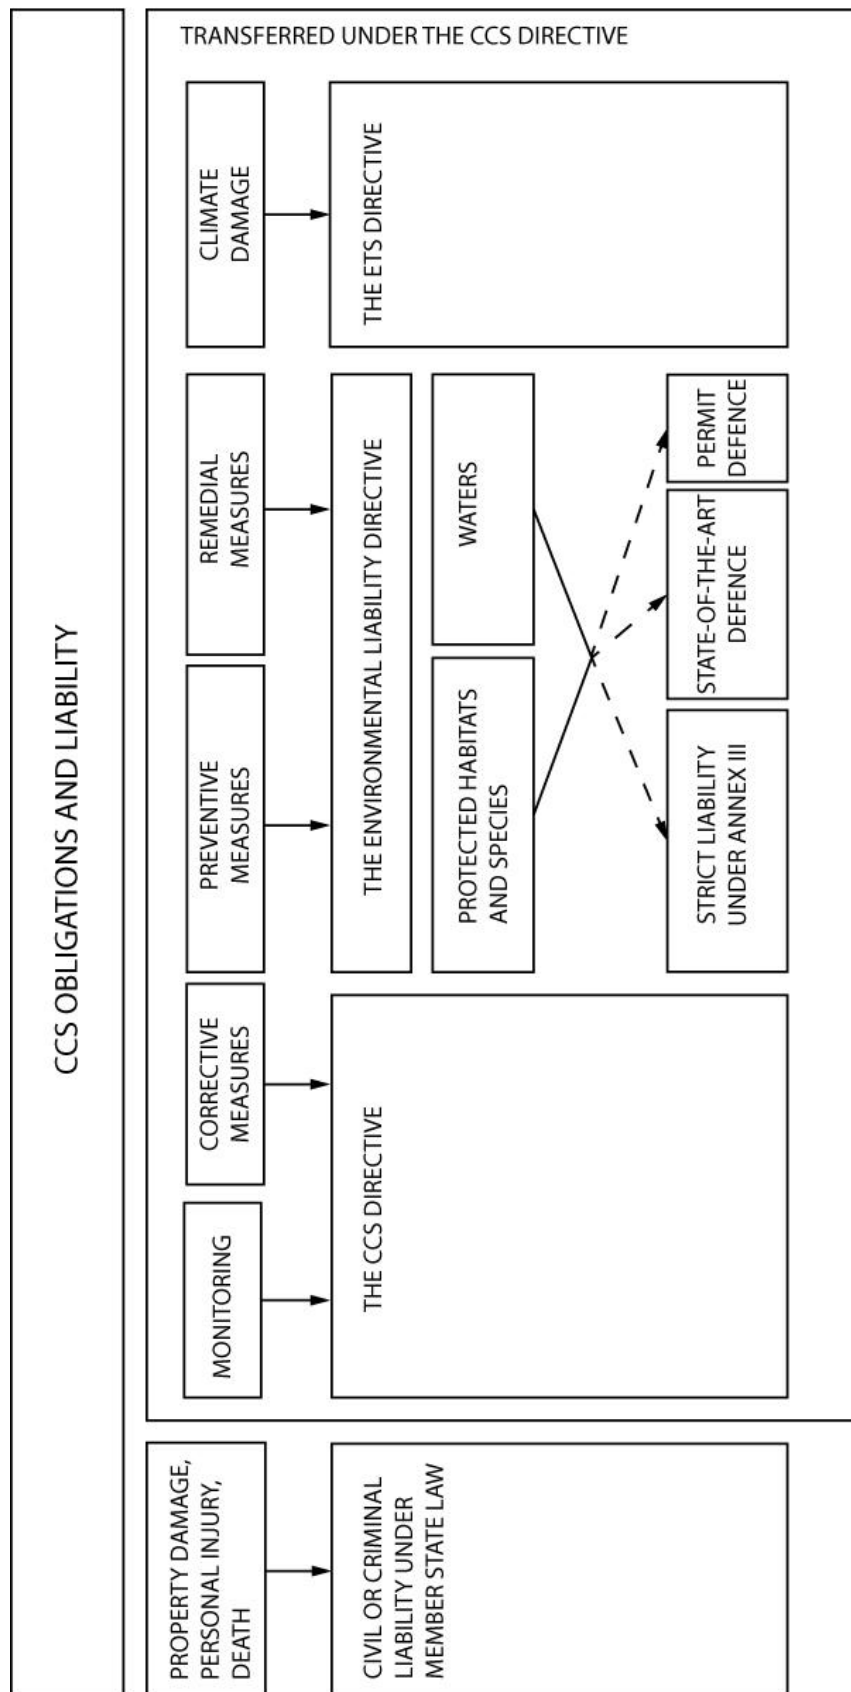 CCS OBLIGATIONS AND LIABILITY
TRANSFERRED UNDER THE CCS DIRECTIVE
PROPERTY DAMAGE,
PERSONAL INJURY,
DEATH
MONITORING
CORRECTIVE
MEASURES
PREVENTIVE
MEASURES
REMEDIAL
MEASURES
CLIMATE
DAMAGE
CIVIL OR CRIMINAL
LIABILITY UNDER
MEMBER STATE LAW
THE CCS DIRECTIVE
THE ENVIRONMENTAL LIABILITY DIRECTIVE
THE ETS DIRECTIVE
PROTECTED HABITATS
AND SPECIES
WATERS
STRICT LIABILITY
UNDER ANNEX III
STATE-OF-THE-ART
DEFENCE
PERMIT
DEFENCE